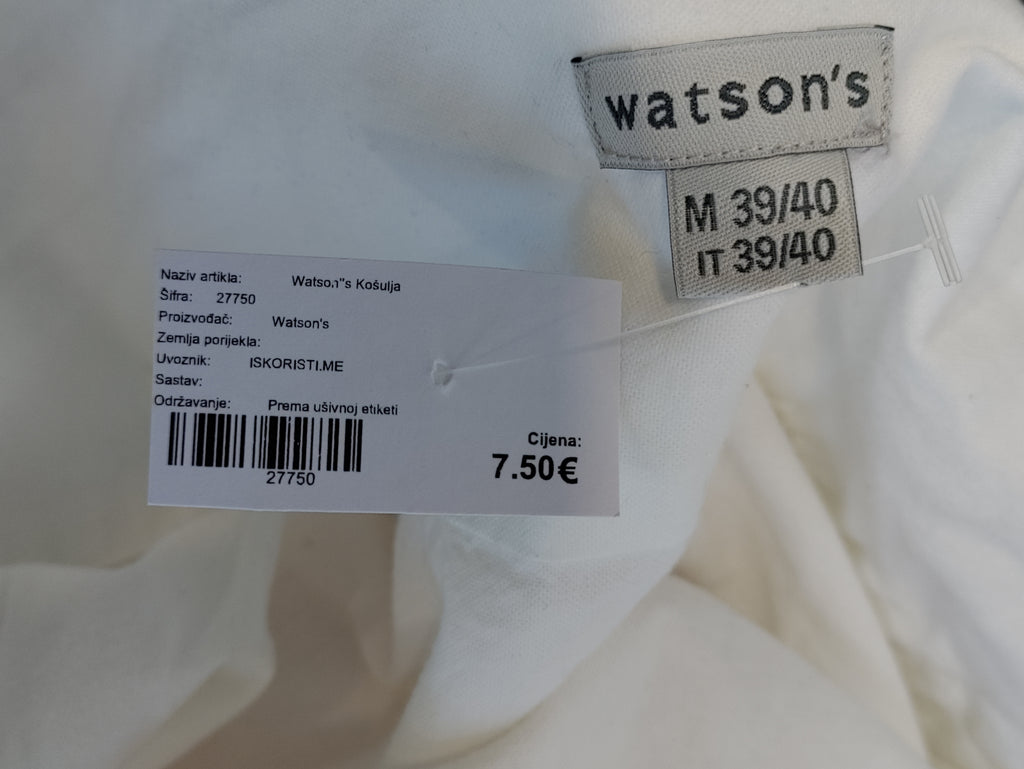 watson's
M 39/40
IT 39/40
Naziv artikla: Watson"s Košulja
Šifra: 27750
Proizvođač: Watson's
Zemlja porijekla:
Uvoznik: ISKORISTI.ME
Sastav:
Održavanje: Prema ušivnoj etiketi
27750
Cijena:
7.50€